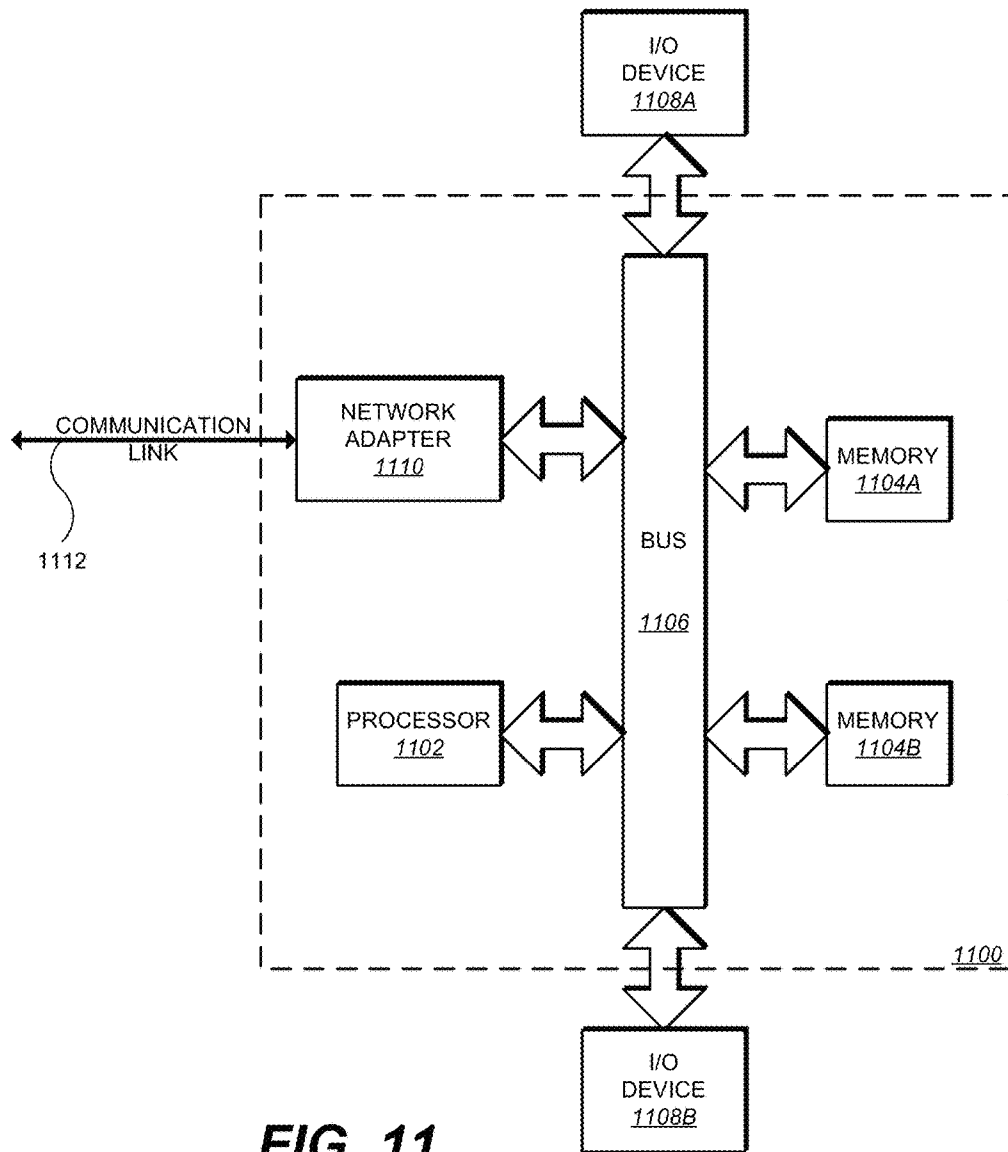 I/O
DEVICE
1108A
COMMUNICATION
LINK
1112
NETWORK
ADAPTER
1110
MEMORY
1104A
BUS
1106
PROCESSOR
1102
MEMORY
1104B
1100
I/O
DEVICE
1108B
FIG. 11